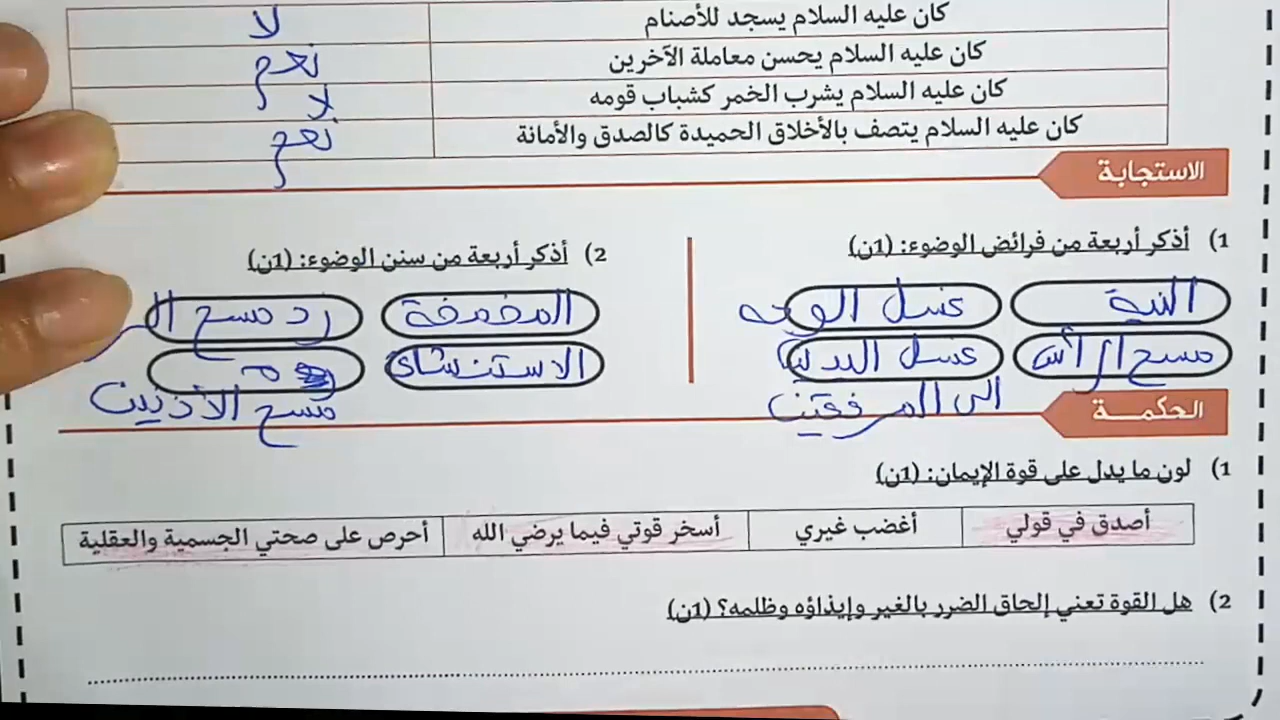 كان عليه السلام يسجد للأصنام لا
كان عليه السلام يحسن معاملة الآخرين نعم
كان عليه السلام يشرب الخمر كشباب قومه لا
كان عليه السلام يتصف بالأخلاق الحميدة كالصدق والأمانة نعم
الاستجابة
1) أذكر أربعة من فرائض الوضوء: (1ن)
النية غسل الوجه
مسح الرأس غسل اليدين
الى المرفقين
2) أذكر أربعة من سنن الوضوء: (1ن)
المضمضة رد مسح
الاستنشاق
مسح الأذنين
الحكمــة
1) لون ما يدل على قوة الإيمان: (1ن)
أصدق في قولي أغضب غيري أسخر قوتي فيما يرضي الله أحرص على صحتي الجسمية والعقلية
2) هل القوة تعني إلحاق الضرر بالغير وإيذاؤه وظلمه؟ (1ن)